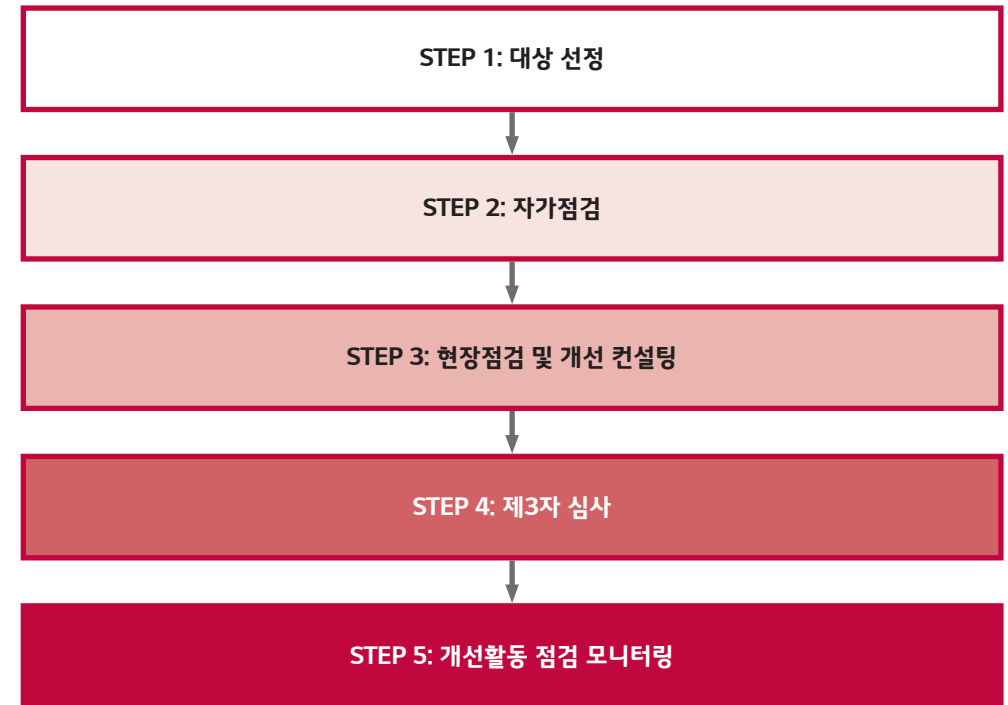 STEP 1: 대상 선정
STEP 2: 자가점검
STEP 3: 현장점검 및 개선 컨설팅
STEP 4: 제3자 심사
STEP 5: 개선활동 점검 모니터링